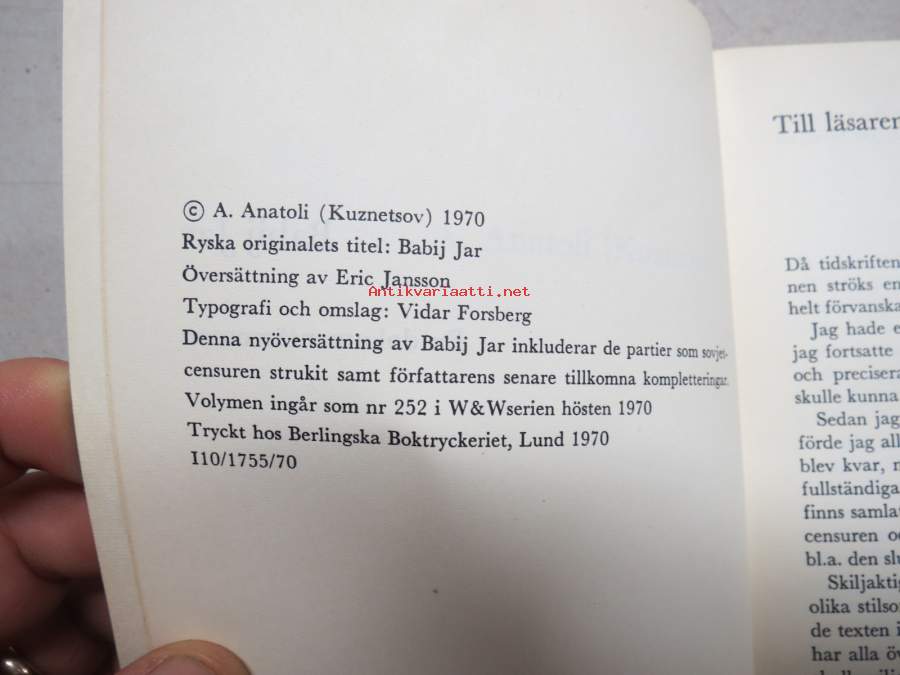 © A. Anatoli (Kuznetsov) 1970
Ryska originalets titel: Babij Jar
Översättning av Eric Jansson
Antikvariaatti.net
Typografi och omslag: Vidar Forsberg
Denna nyöversättning av Babij Jar inkluderar de partier som sovjet-
censuren strukit samt författarens senare tillkomna kompletteringar.
Volymen ingår som nr 252 i W&Wserien hösten 1970
Tryckt hos Berlingska Boktryckeriet, Lund 1970
I10/1755/70
Till läsaren
Då tidskriften
nen ströks en
helt förvanska
Jag hade
jag fortsatte
och precisera
skulle kunna
Sedan jag
förde jag all
blev kvar,
fullständiga
finns samlat
censuren
bl.a. den
Skiljaktig
olika stilso
de texten i
har alla öv